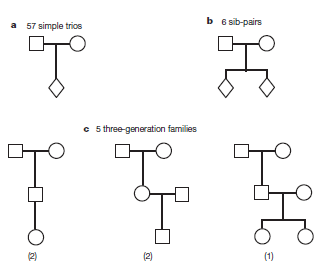 a 57 simple trios
b 6 sib-pairs
c 5 three-generation families
(2) (2) (1)